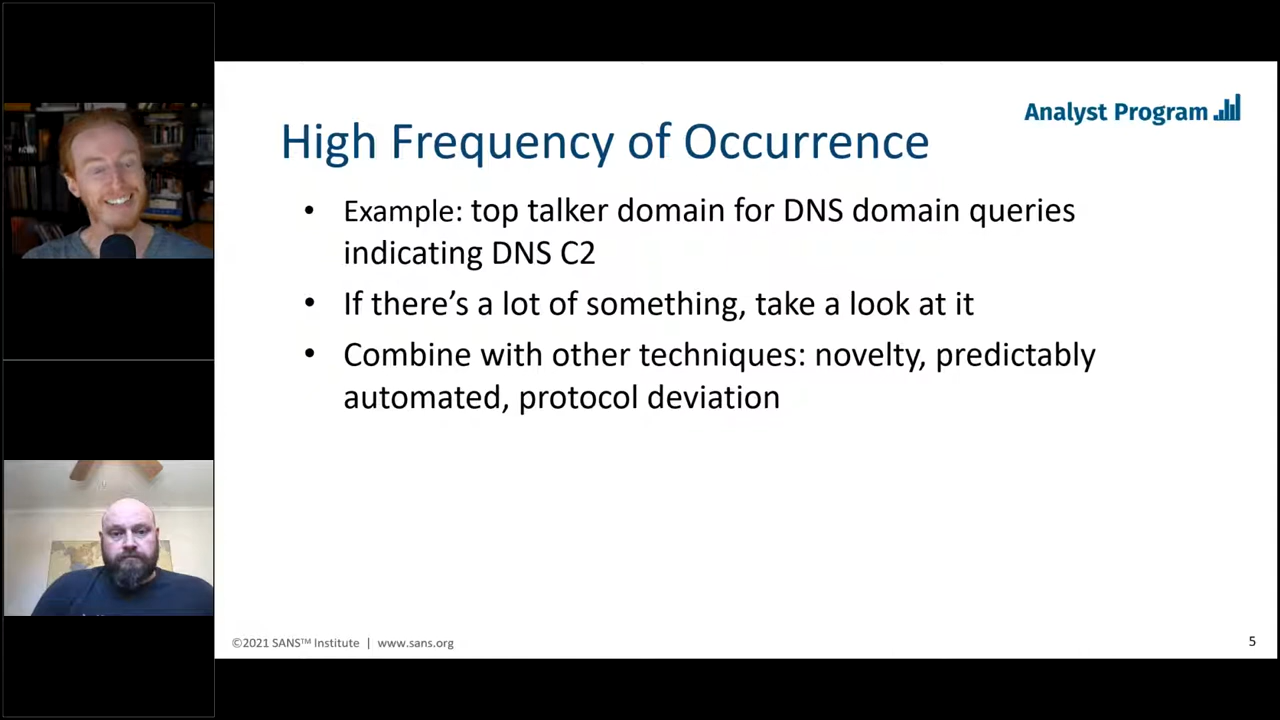 Analyst Program
High Frequency of Occurrence
• Example: top talker domain for DNS domain queries
indicating DNS C2
• If there’s a lot of something, take a look at it
• Combine with other techniques: novelty, predictably
automated, protocol deviation
©2021 SANS™ Institute | www.sans.org
5